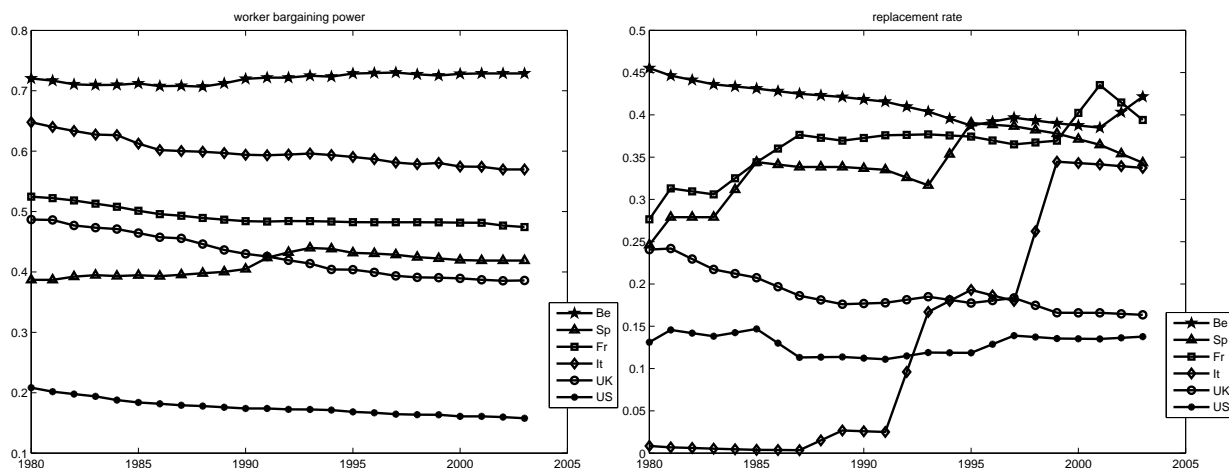 worker bargaining power
0.8
0.7
0.6
0.5
0.4
0.3
0.2
0.1
1980 1985 1990 1995 2000 2005
Be
Sp
Fr
It
UK
US
replacement rate
0.5
0.45
0.4
0.35
0.3
0.25
0.2
0.15
0.1
0.05
0
1980 1985 1990 1995 2000 2005
Be
Sp
Fr
It
UK
US